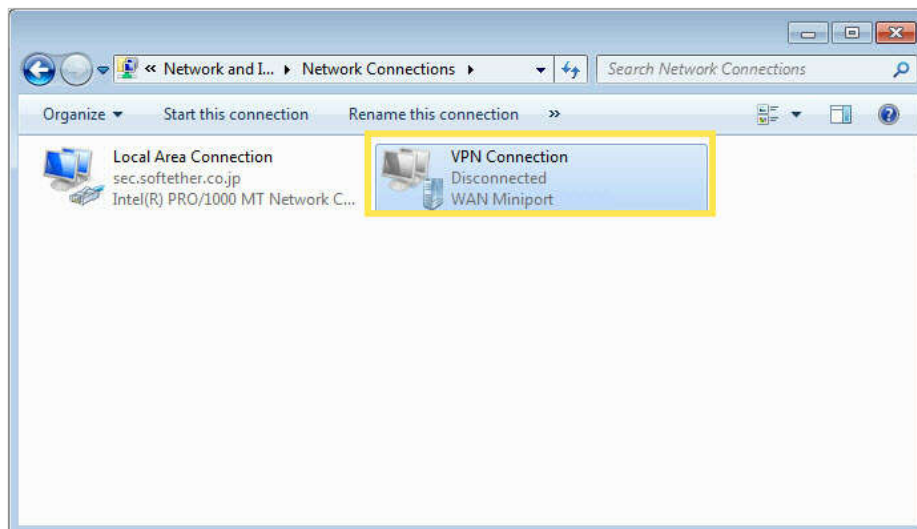 « Network and I... ▸ Network Connections ▸
Search Network Connections
Organize ▾ Start this connection Rename this connection »
Local Area Connection
sec.softether.co.jp
Intel(R) PRO/1000 MT Network C...
VPN Connection
Disconnected
WAN Miniport